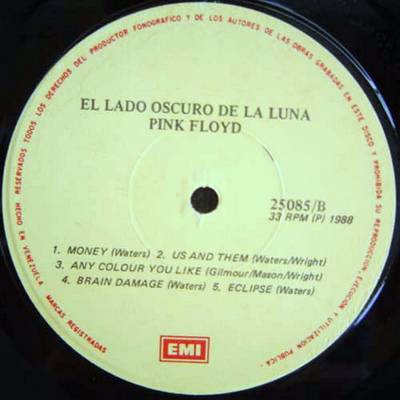 RESERVADOS TODOS LOS DERECHOS DEL PRODUCTOR FONOGRAFICO Y DE LOS AUTORES DE LAS OBRAS GRABADAS EN ESTE DISCO Y PROHIBIDA SU REPRODUCCION, EJECUCION Y UTILIZACION PUBLICA -
HECHO EN VENEZUELA
MARCAS REGISTRADAS
EL LADO OSCURO DE LA LUNA
PINK FLOYD
25085/B
33 RPM (P) 1988
1. MONEY (Waters) 2. US AND THEM (Waters/Wright)
3. ANY COLOUR YOU LIKE (Gilmour/Mason/Wright)
4. BRAIN DAMAGE (Waters) 5. ECLIPSE (Waters)
EMI